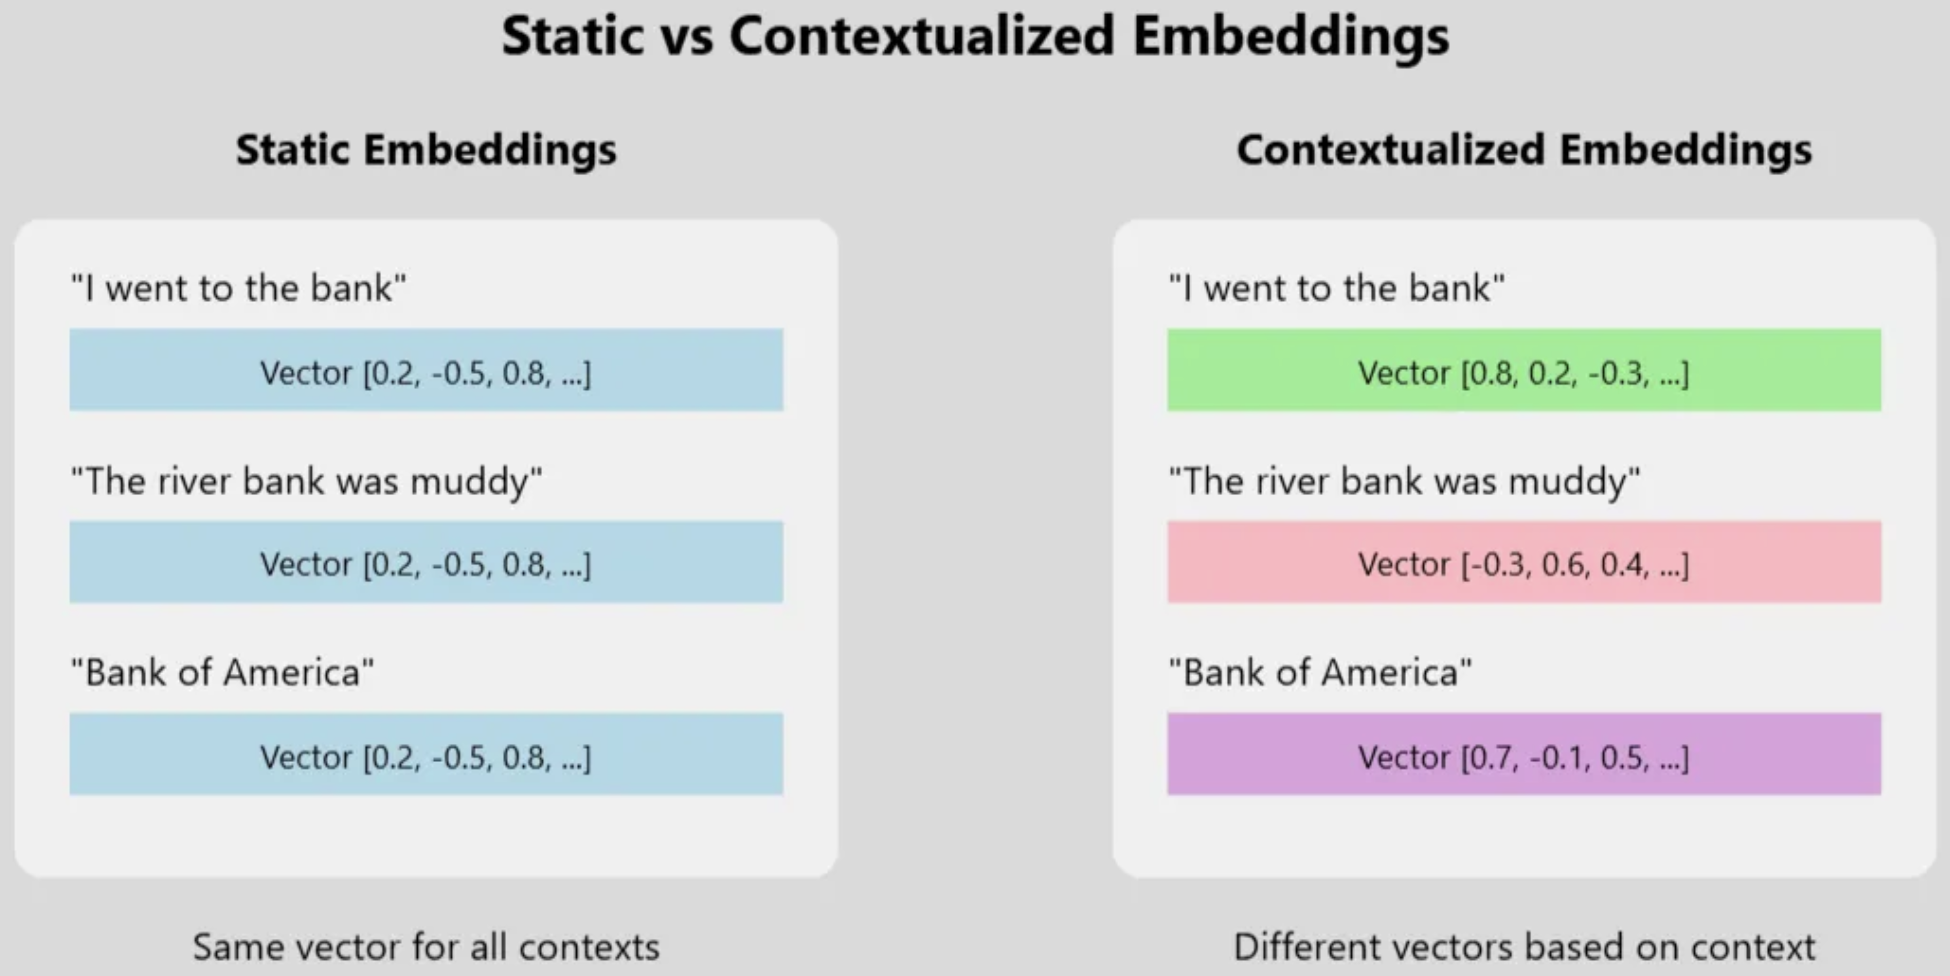 Static vs Contextualized Embeddings
Static Embeddings
"I went to the bank"
Vector [0.2, -0.5, 0.8, ...]
"The river bank was muddy"
Vector [0.2, -0.5, 0.8, ...]
"Bank of America"
Vector [0.2, -0.5, 0.8, ...]
Same vector for all contexts
Contextualized Embeddings
"I went to the bank"
Vector [0.8, 0.2, -0.3, ...]
"The river bank was muddy"
Vector [-0.3, 0.6, 0.4, ...]
"Bank of America"
Vector [0.7, -0.1, 0.5, ...]
Different vectors based on context